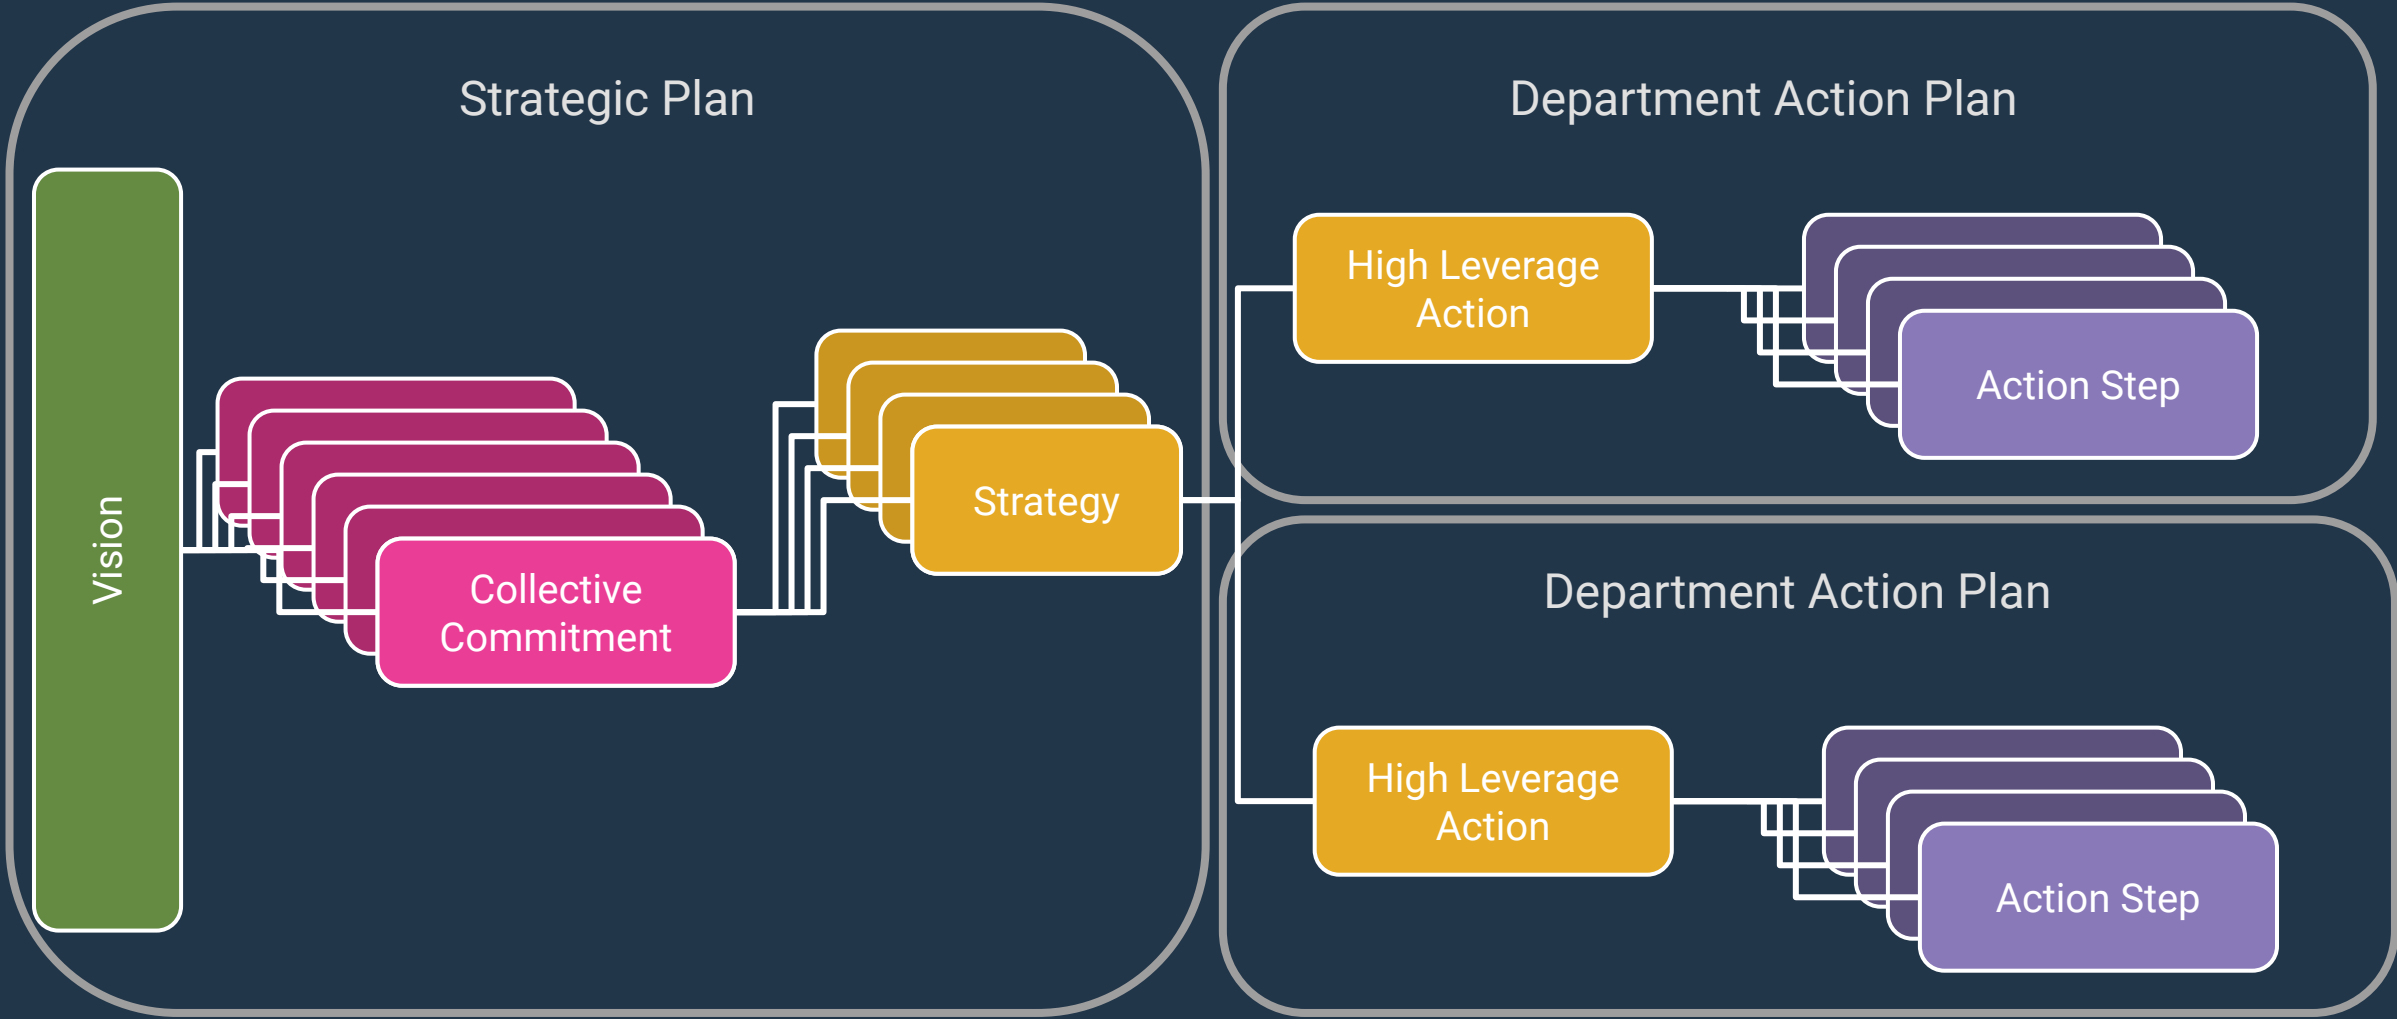 Strategic Plan
Vision
Collective
Commitment
Strategy
Department Action Plan
High Leverage
Action
Action Step
Department Action Plan
High Leverage
Action
Action Step